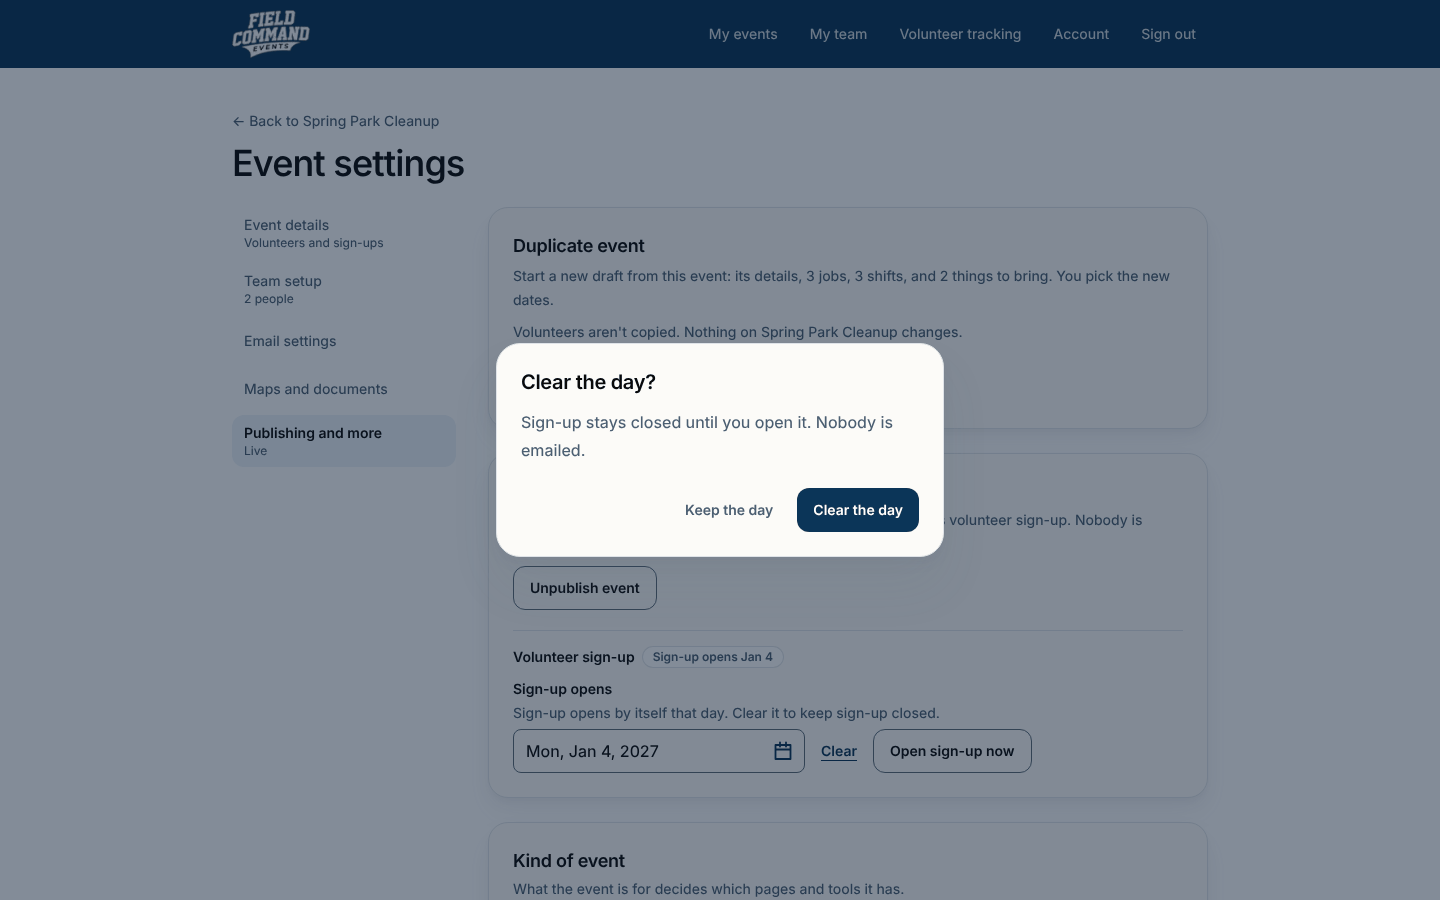 FIELD
COMMAND
EVENTS
My events
My team
Volunteer tracking
Account
Sign out
← Back to Spring Park Cleanup
Event settings
Event details
Volunteers and sign-ups
Team setup
2 people
Email settings
Maps and documents
Publishing and more
Live
Duplicate event
Start a new draft from this event: its details, 3 jobs, 3 shifts, and 2 things to bring. You pick the new
dates.
Volunteers aren't copied. Nothing on Spring Park Cleanup changes.
Clear the day?
Sign-up stays closed until you open it. Nobody is
emailed.
Keep the day
Clear the day
volunteer sign-up. Nobody is
Unpublish event
Volunteer sign-up
Sign-up opens Jan 4
Sign-up opens
Sign-up opens by itself that day. Clear it to keep sign-up closed.
Mon, Jan 4, 2027
Clear
Open sign-up now
Kind of event
What the event is for decides which pages and tools it has.